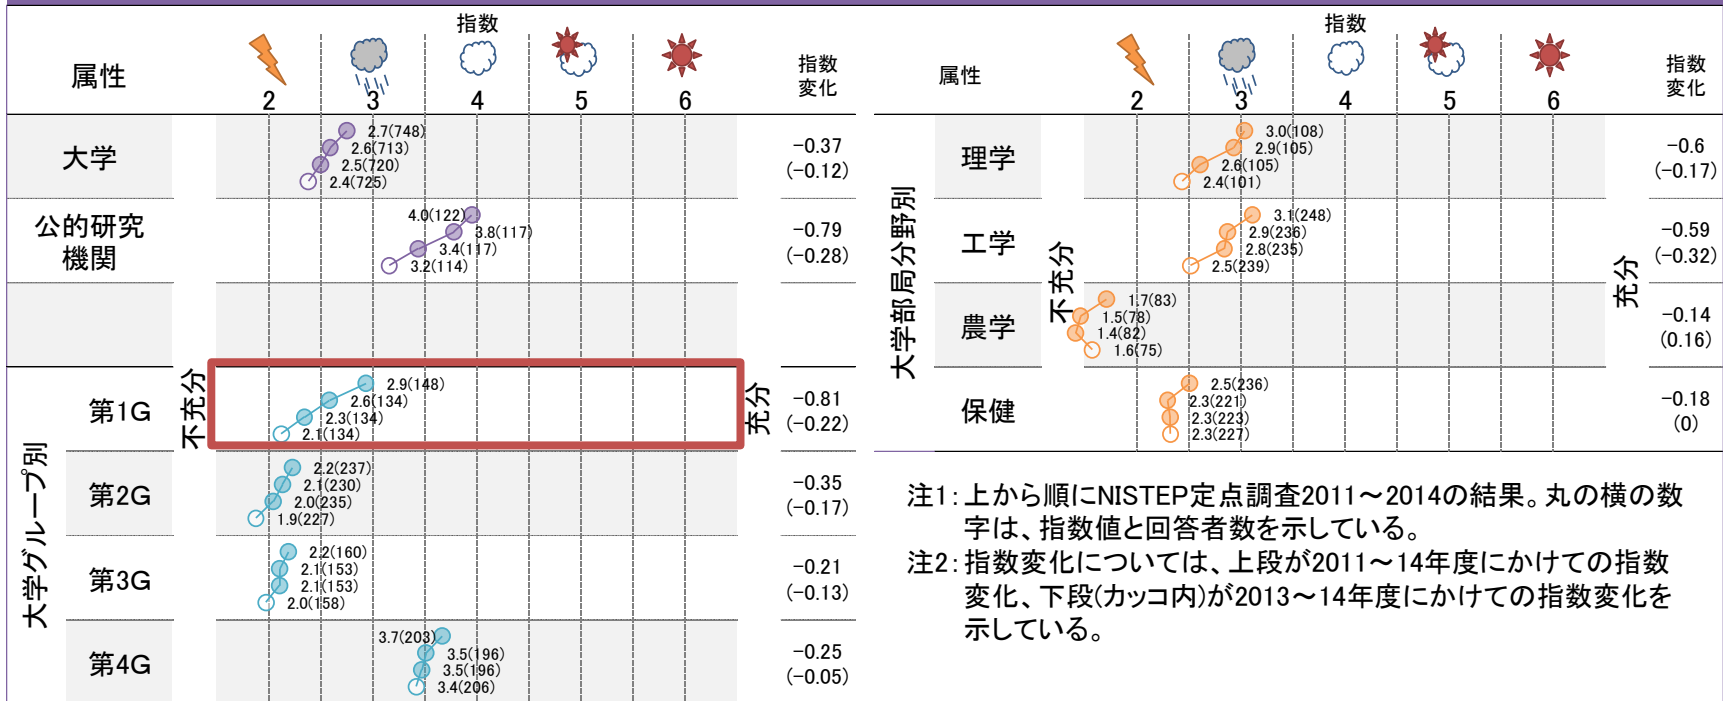 指数
属性
2 3 4 5 6
指数
変化
大学
2.7(748)
2.6(713)
2.5(720)
2.4(725)
-0.37
(-0.12)
公的研究
機関
4.0(122)
3.8(117)
3.4(117)
3.2(114)
-0.79
(-0.28)
不充分
充分
大学グループ別
第1G
2.9(148)
2.6(134)
2.3(134)
2.1(134)
-0.81
(-0.22)
第2G
2.2(237)
2.1(230)
2.0(235)
1.9(227)
-0.35
(-0.17)
第3G
2.2(160)
2.1(153)
2.1(153)
2.0(158)
-0.21
(-0.13)
第4G
3.7(203)
3.5(196)
3.5(196)
3.4(206)
-0.25
(-0.05)
指数
属性
2 3 4 5 6
指数
変化
大学部局分野別
不充分
充分
理学
3.0(108)
2.9(105)
2.6(105)
2.4(101)
-0.6
(-0.17)
工学
3.1(248)
2.9(236)
2.8(235)
2.5(239)
-0.59
(-0.32)
農学
1.7(83)
1.5(78)
1.4(82)
1.6(75)
-0.14
(0.16)
保健
2.5(236)
2.3(221)
2.3(223)
2.3(227)
-0.18
(0)
注1:上から順にNISTEP定点調査2011～2014の結果。丸の横の数
字は、指数値と回答者数を示している。
注2:指数変化については、上段が2011～14年度にかけての指数
変化、下段(カッコ内)が2013～14年度にかけての指数変化を
示している。